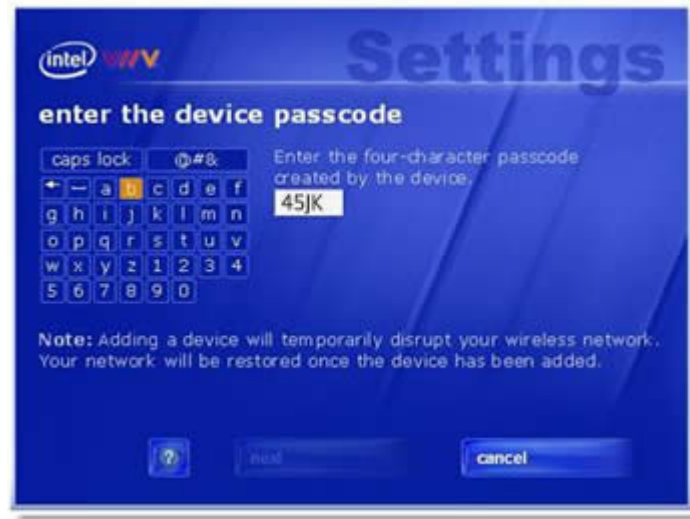 intel VIIV
Settings
enter the device passcode
caps lock @#&
a b c d e f
g h i j k l m n
o p q r s t u v
w x y z 1 2 3 4
5 6 7 8 9 0
Enter the four-character passcode
created by the device.
45JK
Note: Adding a device will temporarily disrupt your wireless network.
Your network will be restored once the device has been added.
? next cancel